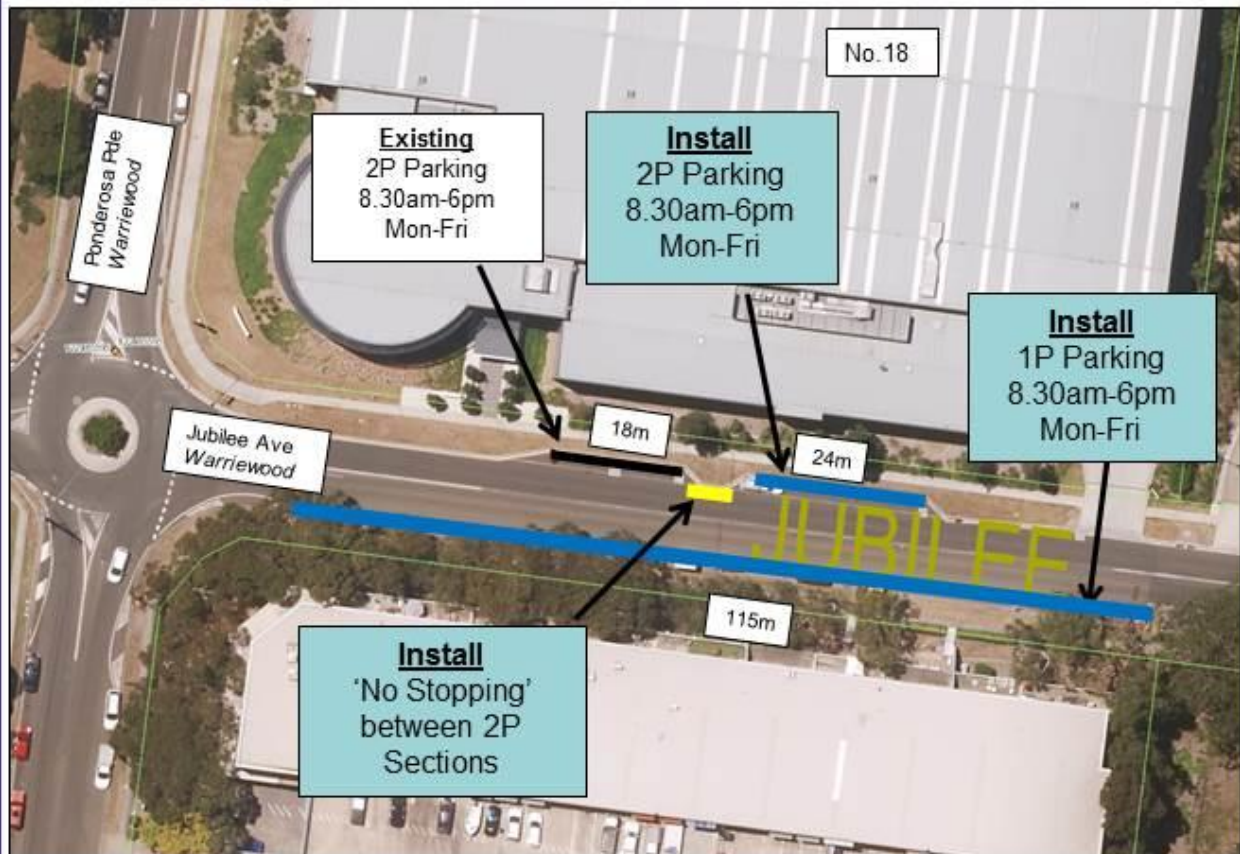 No.18
Existing
2P Parking
8.30am-6pm
Mon-Fri
Install
2P Parking
8.30am-6pm
Mon-Fri
Install
1P Parking
8.30am-6pm
Mon-Fri
Ponderosa Pde
Warriewood
Jubilee Ave
Warriewood
18m
24m
JUBILEE
115m
Install
'No Stopping'
between 2P
Sections